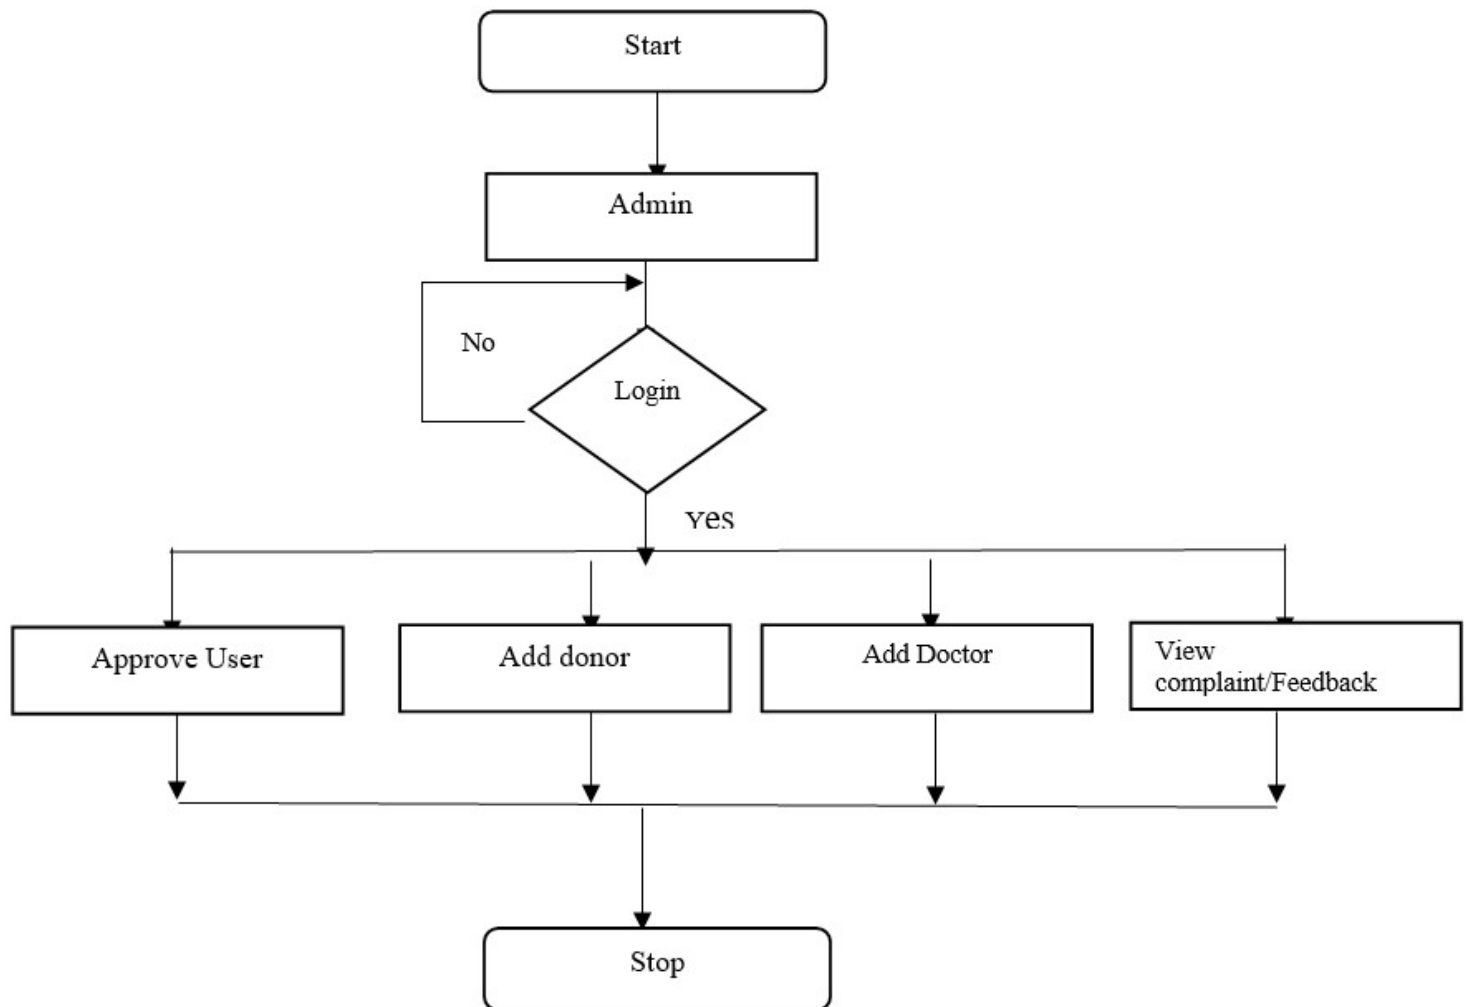 Start
Admin
No
Login
Yes
Approve User
Add donor
Add Doctor
View
complaint/Feedback
Stop